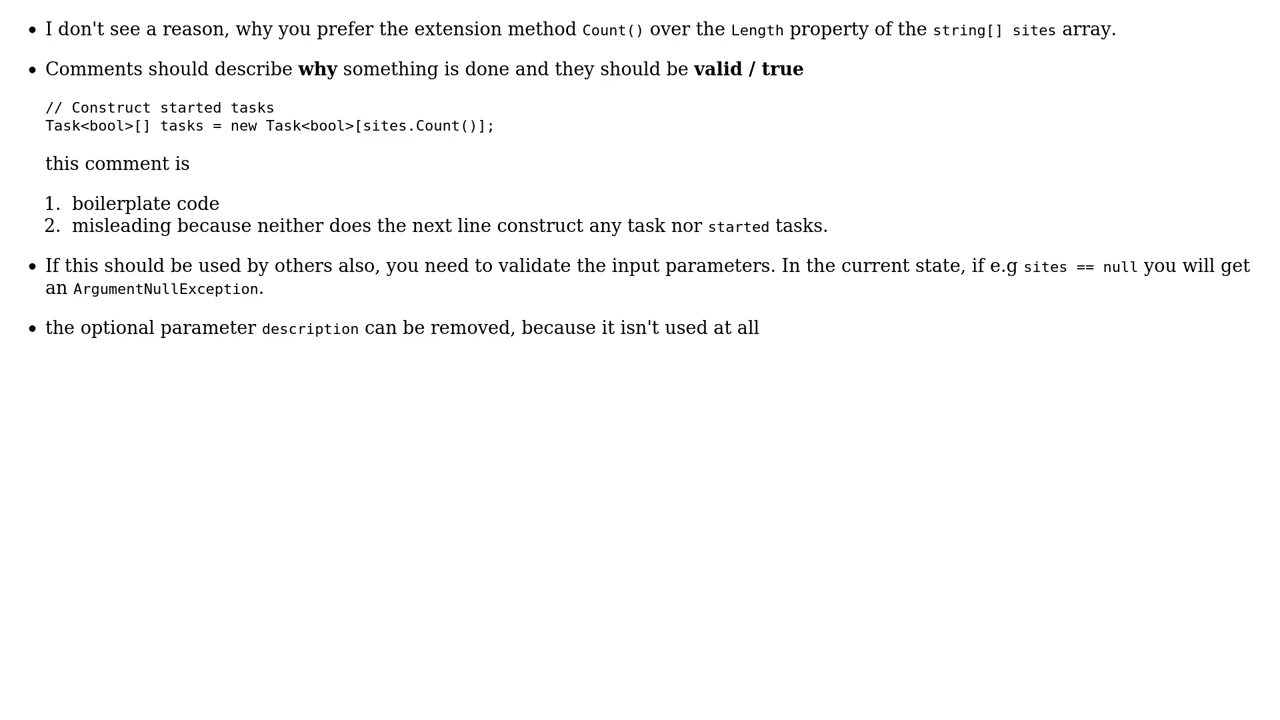 • I don't see a reason, why you prefer the extension method Count() over the Length property of the string[] sites array.
• Comments should describe why something is done and they should be valid / true
// Construct started tasks
Task<bool>[] tasks = new Task<bool>[sites.Count()];
this comment is
1. boilerplate code
2. misleading because neither does the next line construct any task nor started tasks.
• If this should be used by others also, you need to validate the input parameters. In the current state, if e.g sites == null you will get
an ArgumentNullException.
• the optional parameter description can be removed, because it isn't used at all